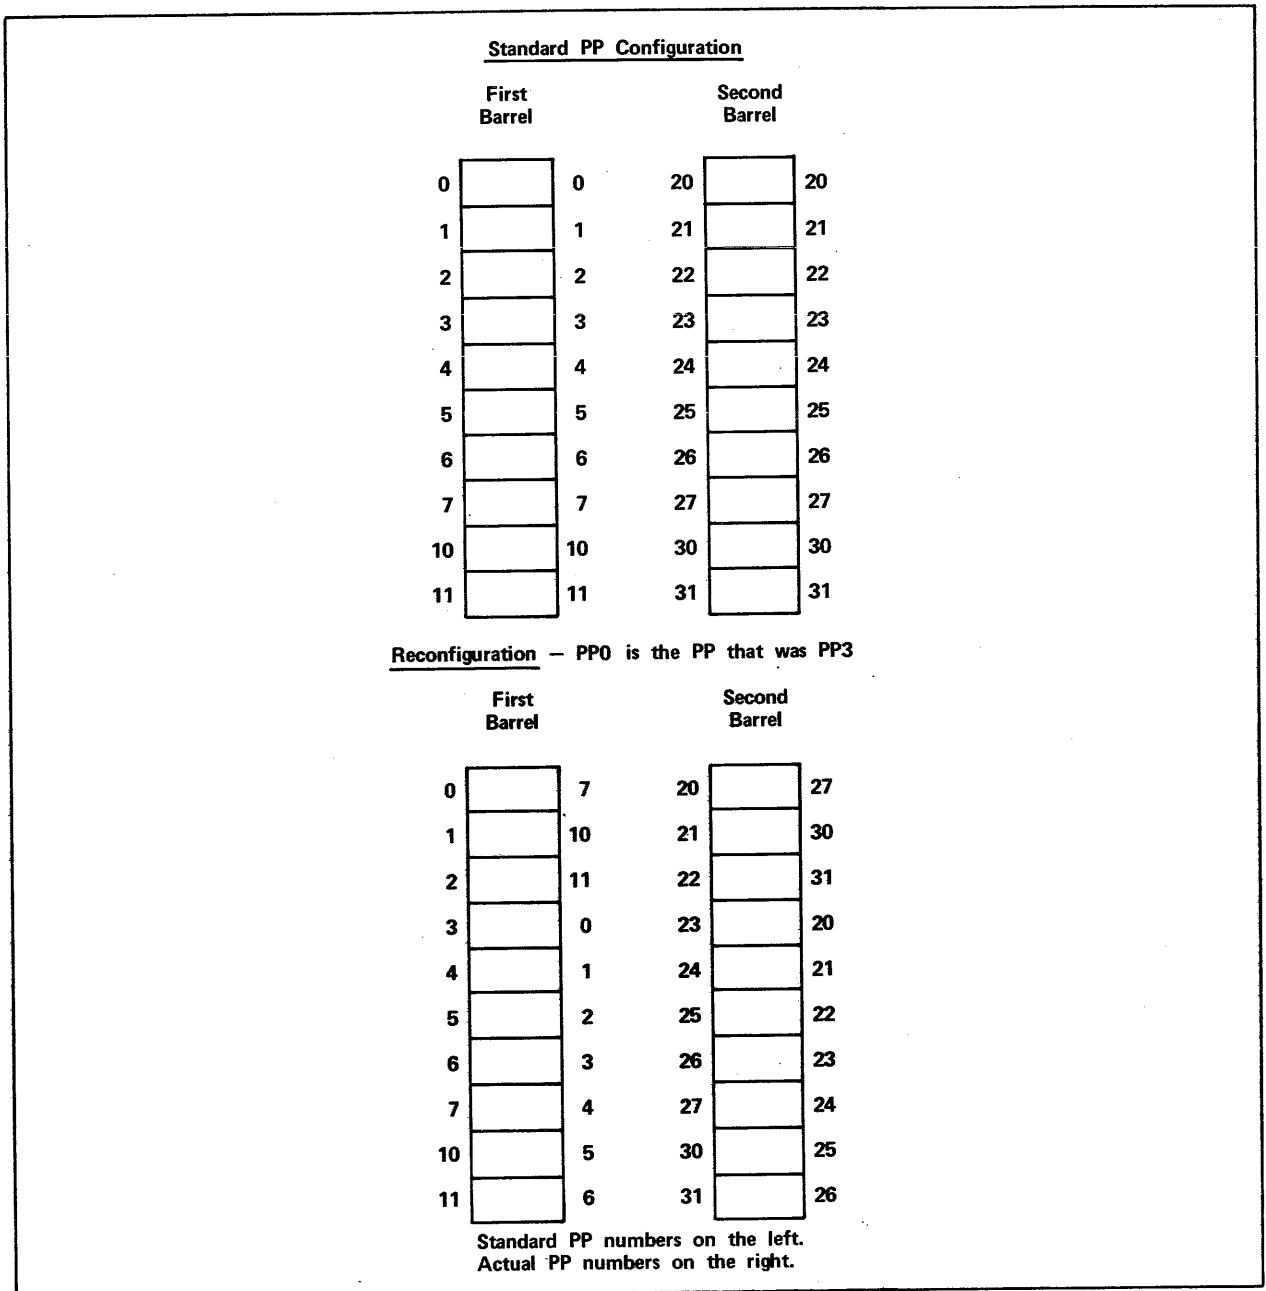 Standard PP Configuration
First Barrel
Second Barrel
0 0 20 20
1 1 21 21
2 2 22 22
3 3 23 23
4 4 24 24
5 5 25 25
6 6 26 26
7 7 27 27
10 10 30 30
11 11 31 31
Reconfiguration — PP0 is the PP that was PP3
First Barrel
Second Barrel
0 7 20 27
1 10 21 30
2 11 22 31
3 0 23 20
4 1 24 21
5 2 25 22
6 3 26 23
7 4 27 24
10 5 30 25
11 6 31 26
Standard PP numbers on the left.
Actual PP numbers on the right.